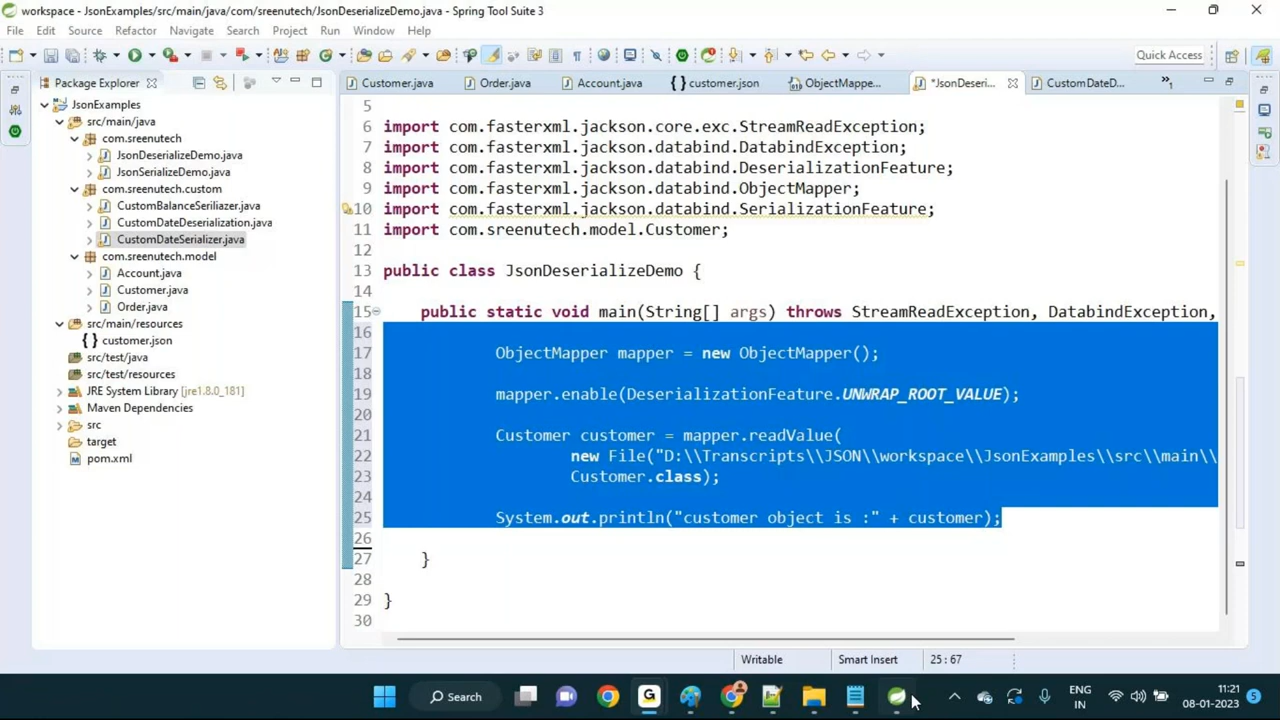 workspace - JsonExamples/src/main/java/com/sreenutech/JsonDeserializeDemo.java - Spring Tool Suite 3
File Edit Source Refactor Navigate Search Project Run Window Help
Quick Access
Package Explorer
Customer.java Order.java Account.java customer.json ObjectMappe... *JsonDeseri... CustomDateD...
JsonExamples
src/main/java
com.sreenutech
JsonDeserializeDemo.java
JsonSerializeDemo.java
com.sreenutech.custom
CustomBalanceSeriliazer.java
CustomDateDeserialization.java
CustomDateSerializer.java
com.sreenutech.model
Account.java
Customer.java
Order.java
src/main/resources
customer.json
src/test/java
src/test/resources
JRE System Library [jre1.8.0_181]
Maven Dependencies
src
target
pom.xml
5
6 import com.fasterxml.jackson.core.exc.StreamReadException;
7 import com.fasterxml.jackson.databind.DatabindException;
8 import com.fasterxml.jackson.databind.DeserializationFeature;
9 import com.fasterxml.jackson.databind.ObjectMapper;
10 import com.fasterxml.jackson.databind.SerializationFeature;
11 import com.sreenutech.model.Customer;
12
13 public class JsonDeserializeDemo {
14
15 public static void main(String[] args) throws StreamReadException, DatabindException,
16
17 ObjectMapper mapper = new ObjectMapper();
18
19 mapper.enable(DeserializationFeature.UNWRAP_ROOT_VALUE);
20
21 Customer customer = mapper.readValue(
22 new File("D:\\Transcripts\\JSON\\workspace\\JsonExamples\\src\\main\\
23 Customer.class);
24
25 System.out.println("customer object is :" + customer);
26
27 }
28
29 }
30
Writable Smart Insert 25 : 67
Search
ENG
IN
11:21
08-01-2023
5